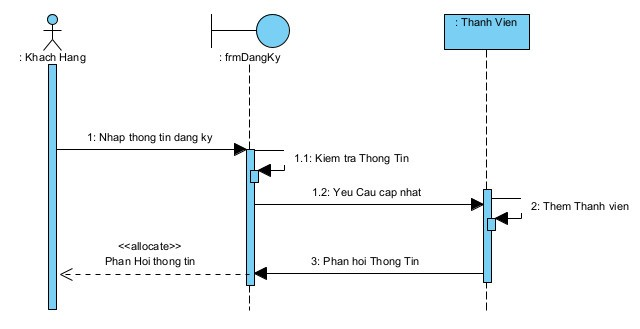 : Khach Hang
: frmDangKy
: Thanh Vien
1: Nhap thong tin dang ky
1.1: Kiem tra Thong Tin
1.2: Yeu Cau cap nhat
2: Them Thanh vien
<<allocate>>
Phan Hoi thong tin
3: Phan hoi Thong Tin